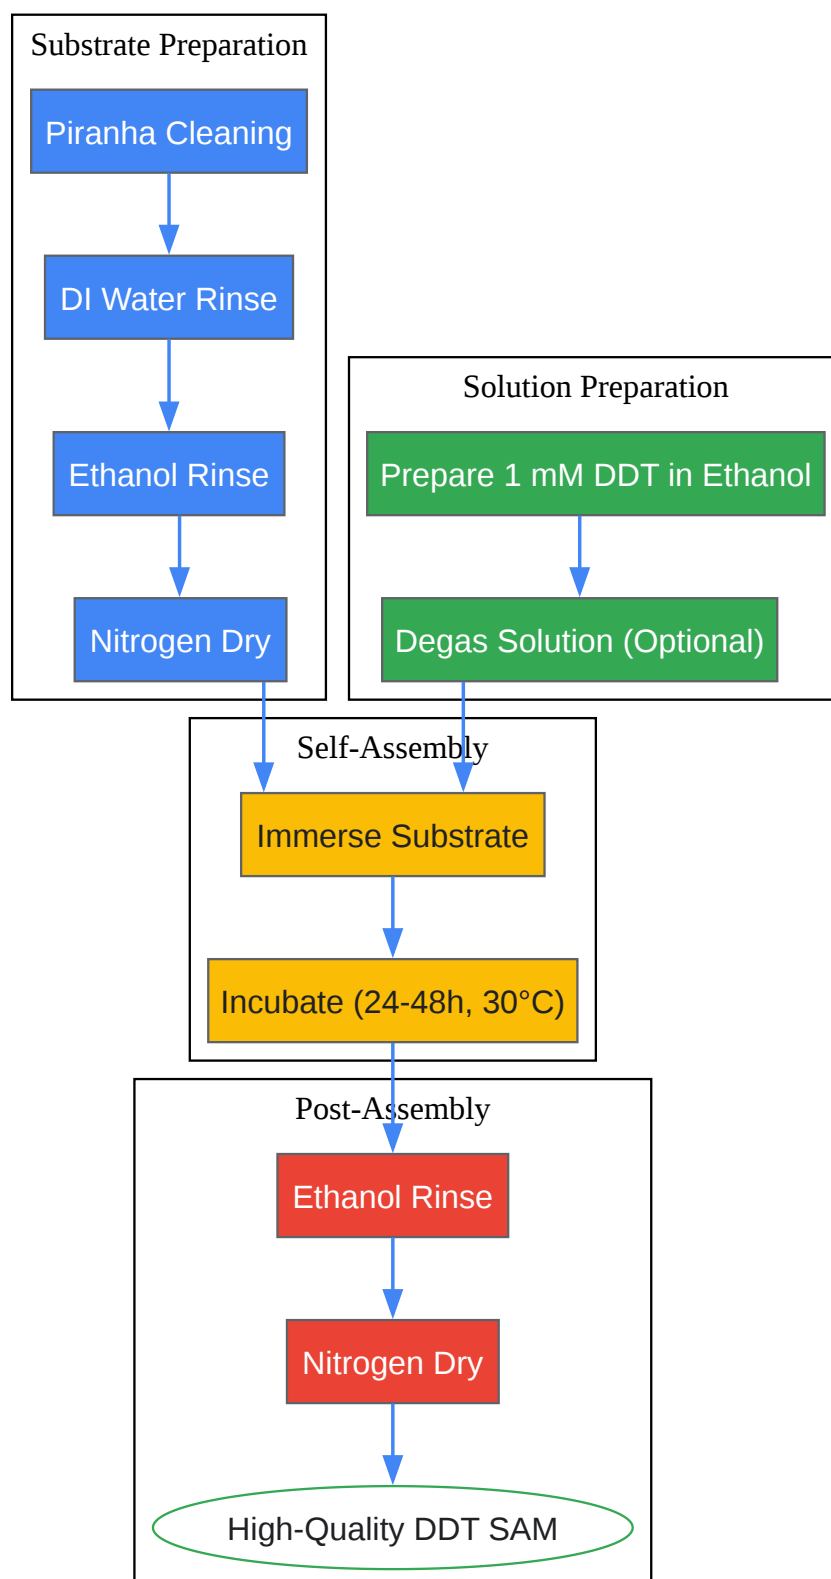 Substrate Preparation
Piranha Cleaning
DI Water Rinse
Ethanol Rinse
Nitrogen Dry
Solution Preparation
Prepare 1 mM DDT in Ethanol
Degas Solution (Optional)
Self-Assembly
Immerse Substrate
Incubate (24-48h, 30°C)
Post-Assembly
Ethanol Rinse
Nitrogen Dry
High-Quality DDT SAM